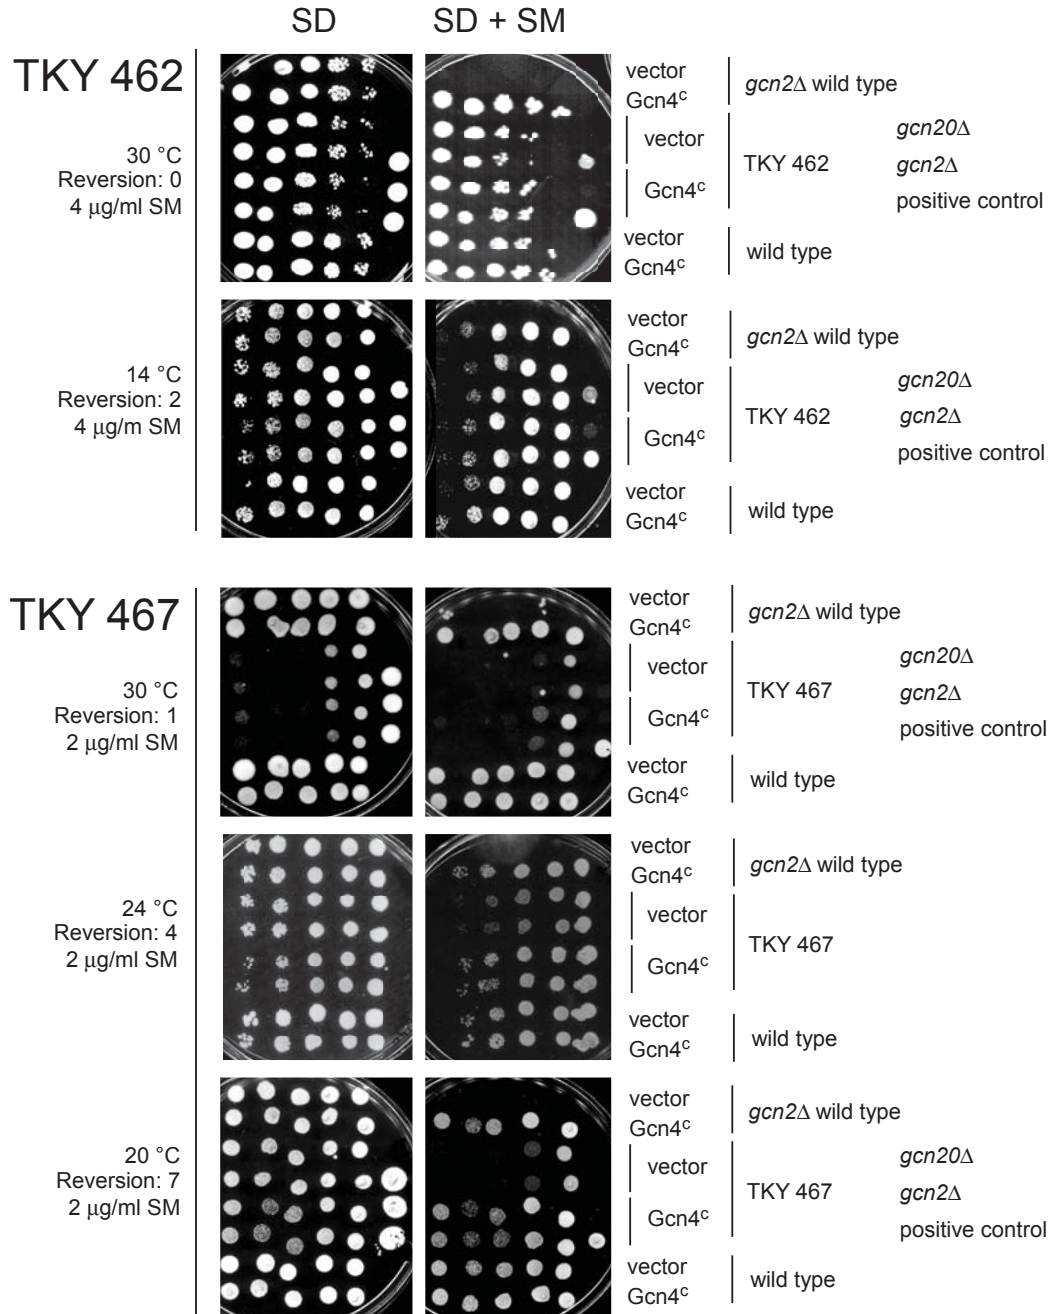 SD SD + SM
TKY 462
30 °C
Reversion: 0
4 μg/ml SM
vector
Gcn4c
gcn2Δ wild type
vector
Gcn4c
TKY 462
gcn20Δ
gcn2Δ
positive control
vector
Gcn4c
wild type
14 °C
Reversion: 2
4 μg/m SM
vector
Gcn4c
gcn2Δ wild type
vector
Gcn4c
TKY 462
gcn20Δ
gcn2Δ
positive control
vector
Gcn4c
wild type
TKY 467
30 °C
Reversion: 1
2 μg/ml SM
vector
Gcn4c
gcn2Δ wild type
vector
Gcn4c
TKY 467
gcn20Δ
gcn2Δ
positive control
vector
Gcn4c
wild type
24 °C
Reversion: 4
2 μg/ml SM
vector
Gcn4c
gcn2Δ wild type
vector
Gcn4c
TKY 467
vector
Gcn4c
wild type
20 °C
Reversion: 7
2 μg/ml SM
vector
Gcn4c
gcn2Δ wild type
vector
Gcn4c
TKY 467
gcn20Δ
gcn2Δ
positive control
vector
Gcn4c
wild type